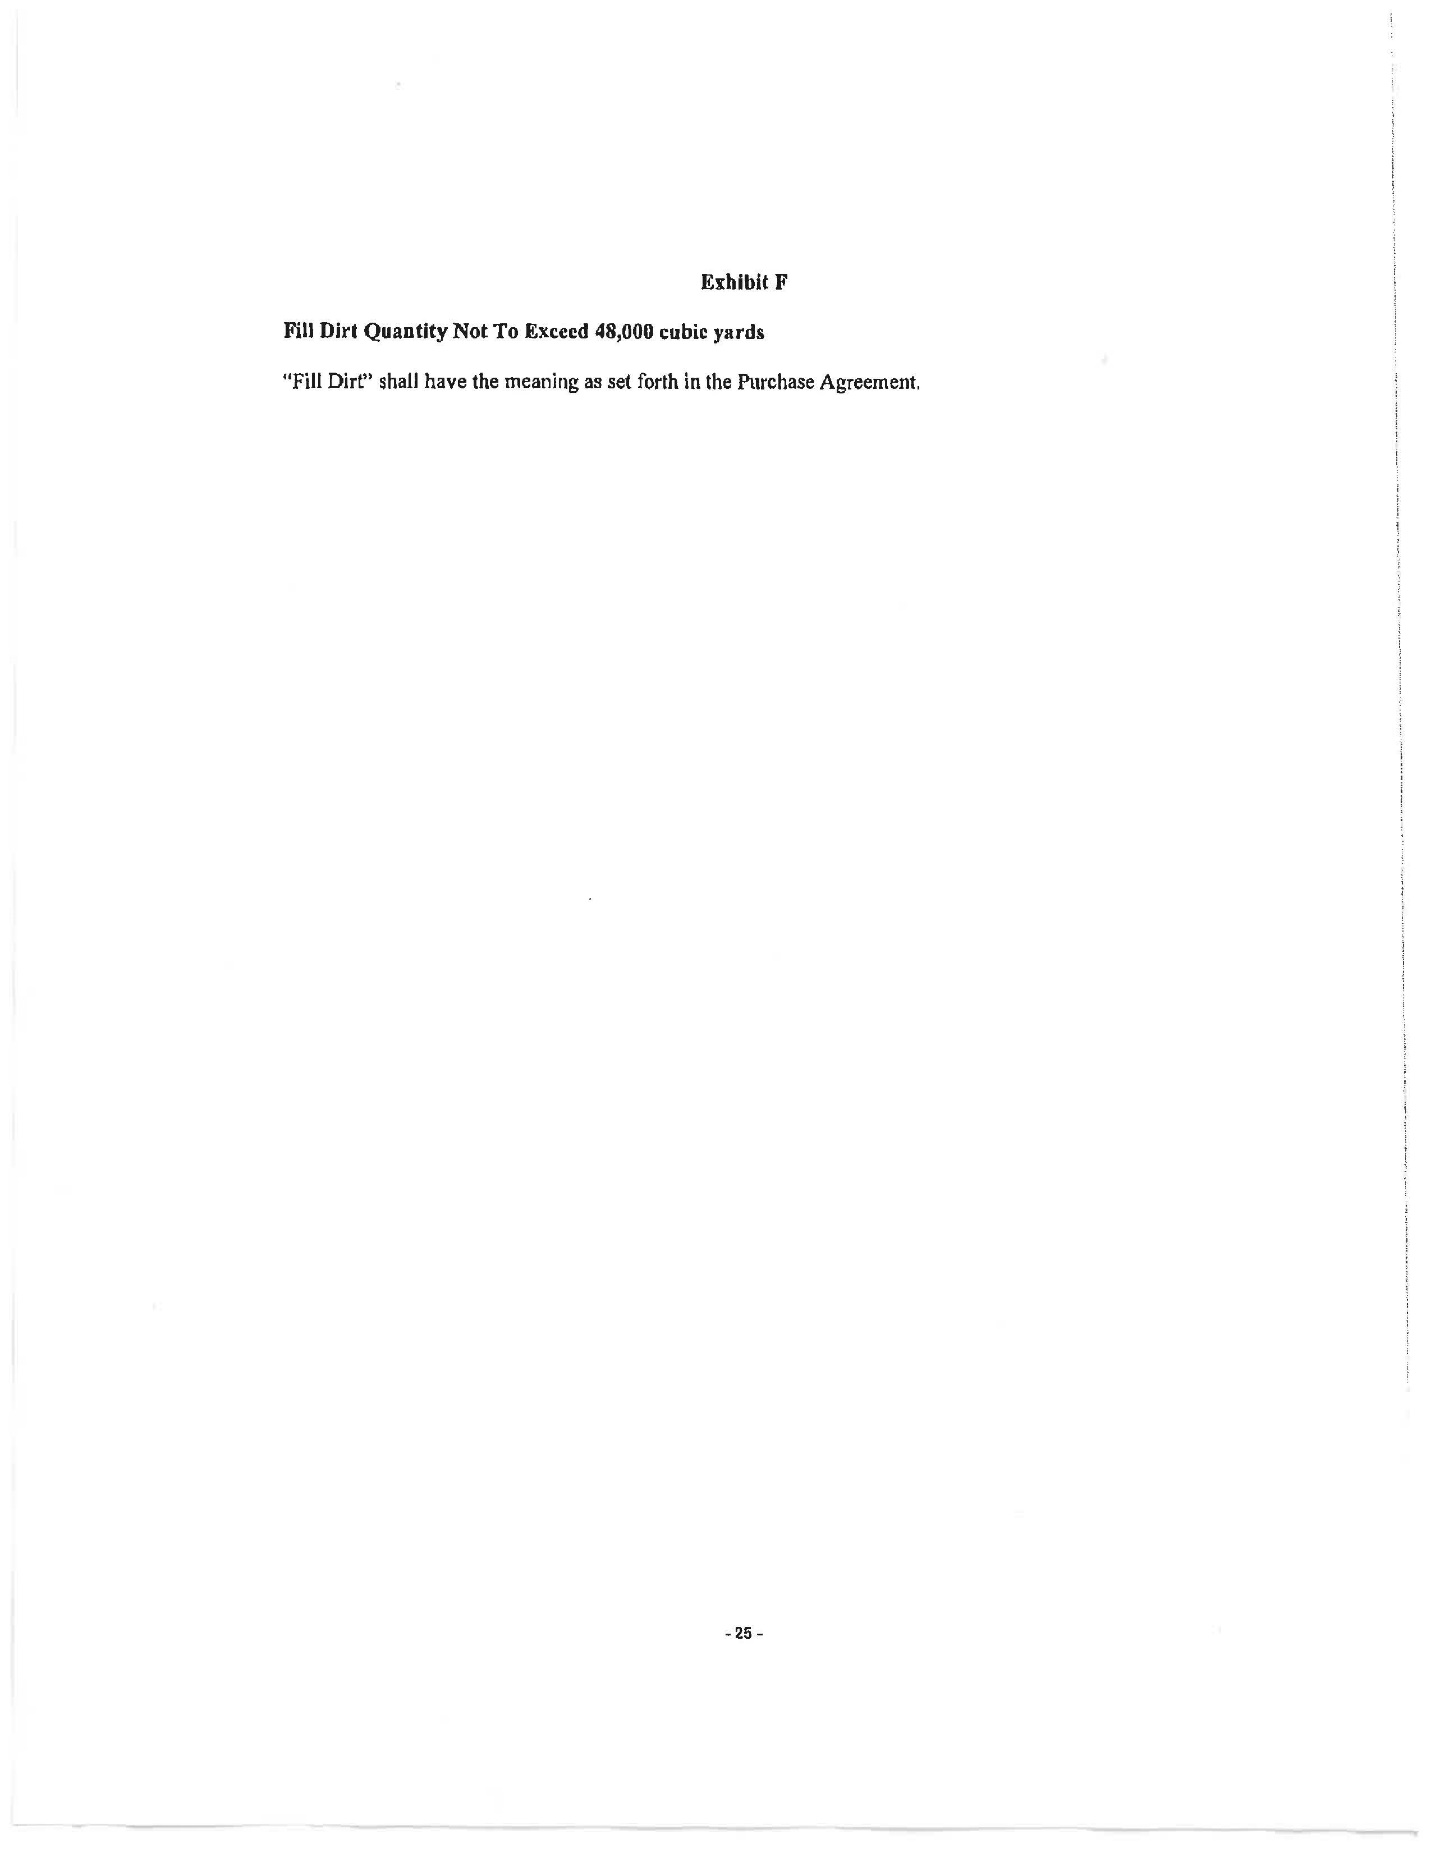 Exhibit F
Fill Dirt Quantity Not To Exceed 48,000 cubic yards
“Fill Dirt” shall have the meaning as set forth in the Purchase Agreement.
- 25 -